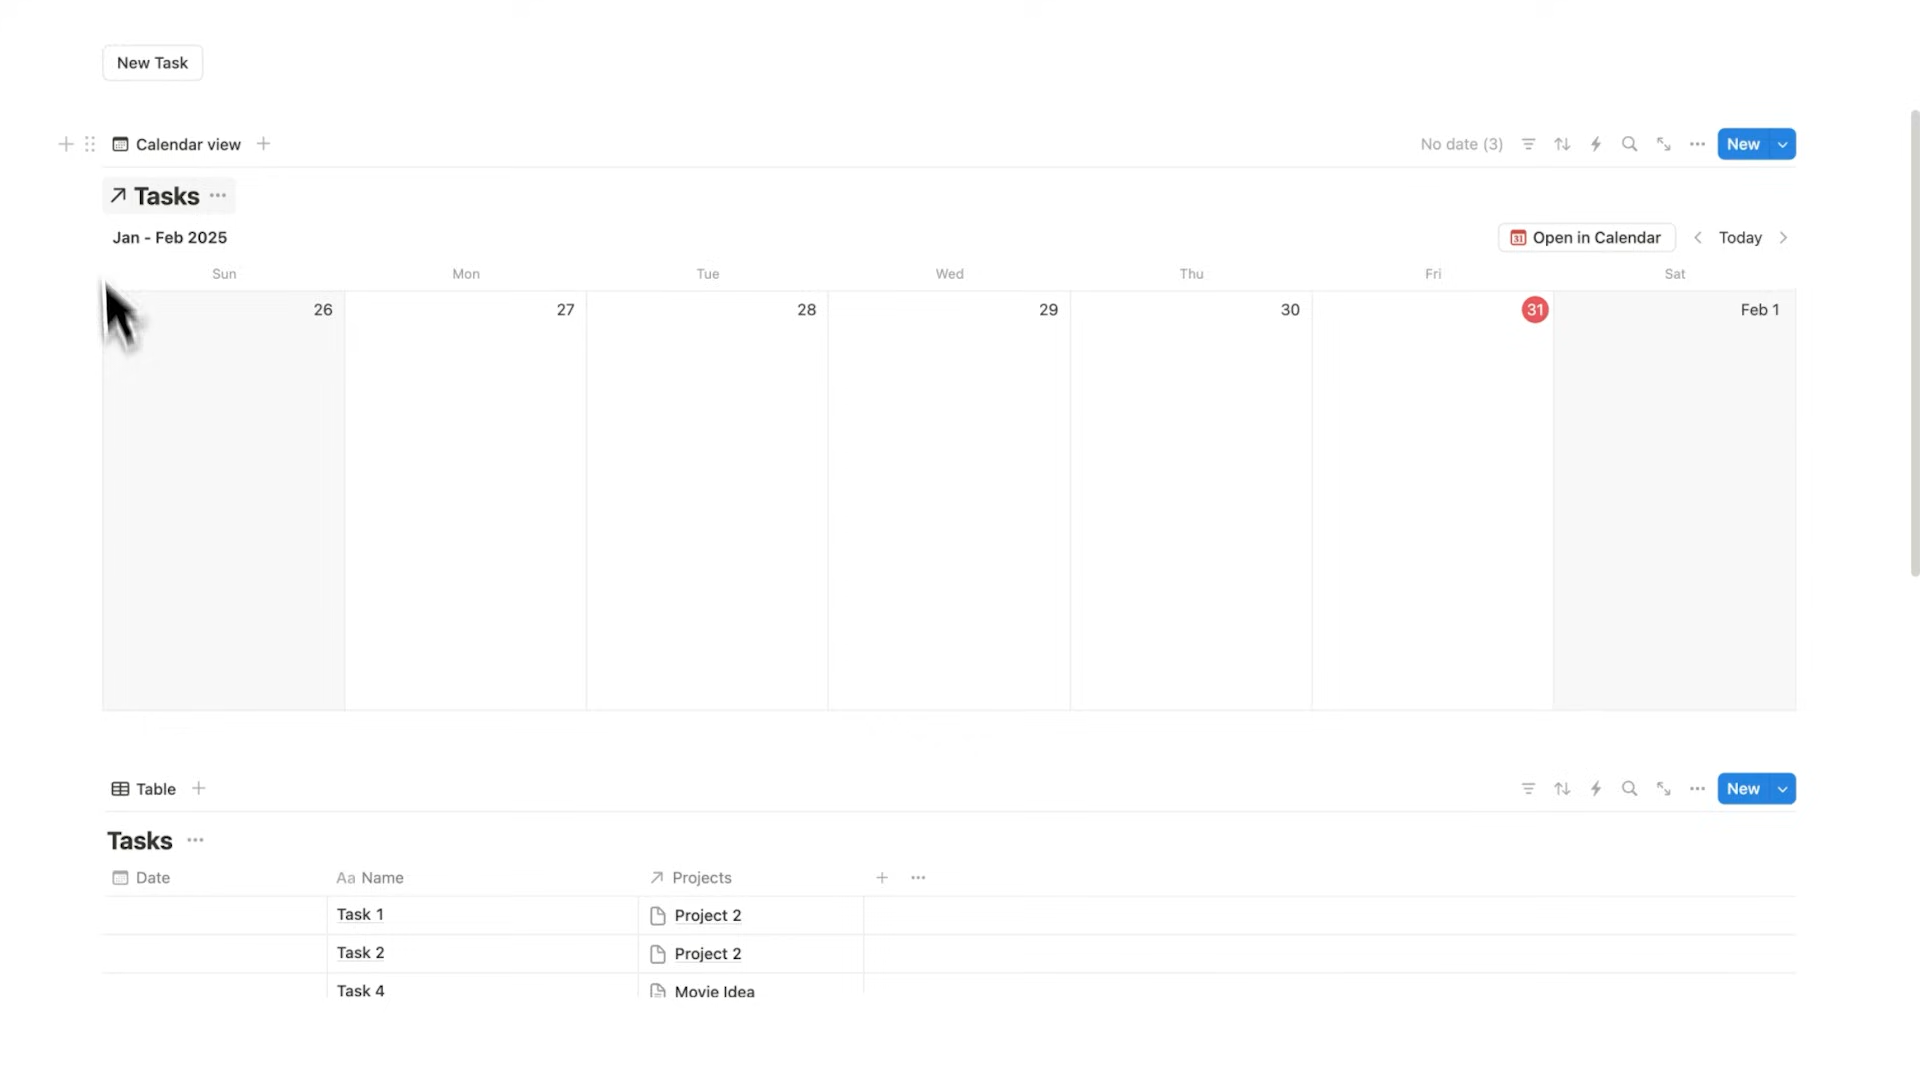 New Task
Calendar view
No date (3)
New
Tasks
Jan - Feb 2025
31 Open in Calendar
Today
Sun Mon Tue Wed Thu Fri Sat
26 27 28 29 30 31 Feb 1
Table
New
Tasks
Date Aa Name Projects
Task 1 Project 2
Task 2 Project 2
Task 4 Movie Idea